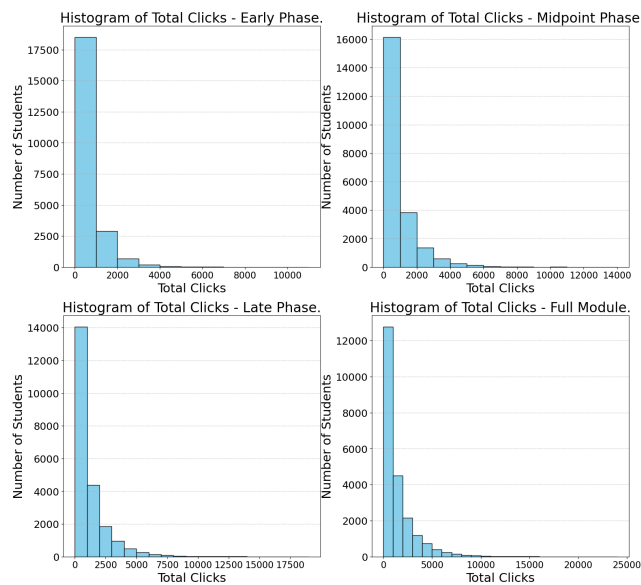 Histogram of Total Clicks - Early Phase.
17500
15000
12500
10000
7500
5000
2500
0
Number of Students
0 2000 4000 6000 8000 10000
Total Clicks
Histogram of Total Clicks - Midpoint Phase
16000
14000
12000
10000
8000
6000
4000
2000
0
Number of Students
0 2000 4000 6000 8000 10000 12000 14000
Total Clicks
Histogram of Total Clicks - Late Phase.
14000
12000
10000
8000
6000
4000
2000
0
Number of Students
0 2500 5000 7500 10000 12500 15000 17500
Total Clicks
Histogram of Total Clicks - Full Module.
12000
10000
8000
6000
4000
2000
0
Number of Students
0 5000 10000 15000 20000 25000
Total Clicks